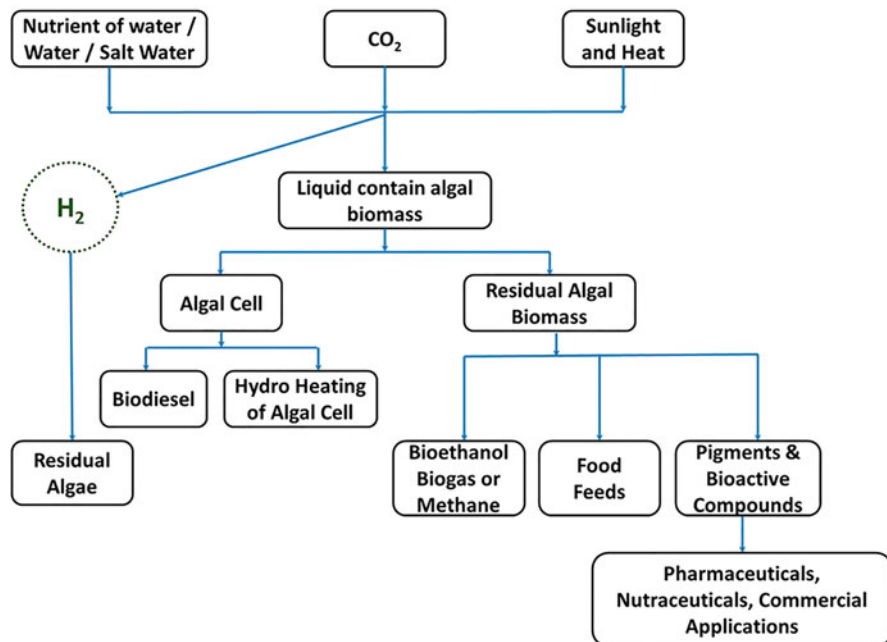 Nutrient of water /
Water / Salt Water
CO₂
Sunlight
and Heat
H₂
Liquid contain algal
biomass
Algal Cell
Residual Algal
Biomass
Biodiesel
Hydro Heating
of Algal Cell
Residual
Algae
Bioethanol
Biogas or
Methane
Food
Feeds
Pigments &
Bioactive
Compounds
Pharmaceuticals,
Nutraceuticals, Commercial
Applications